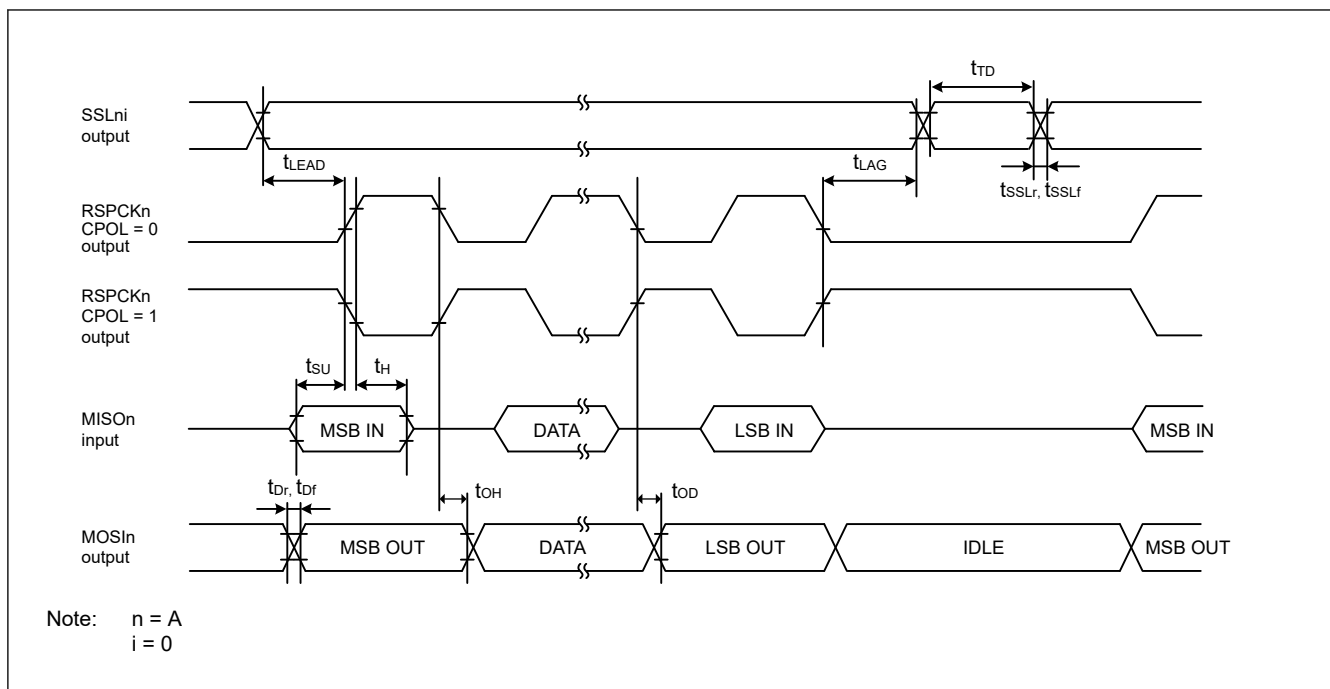 tTD
SSLni
output
tLEAD
tLAG
tSSLr, tSSLf
RSPCKn
CPOL = 0
output
RSPCKn
CPOL = 1
output
tSU
tH
MISOn
input
MSB IN
DATA
LSB IN
MSB IN
tDr, tDf
tOH
tOD
MOSIn
output
MSB OUT
DATA
LSB OUT
IDLE
MSB OUT
Note: n = A
i = 0